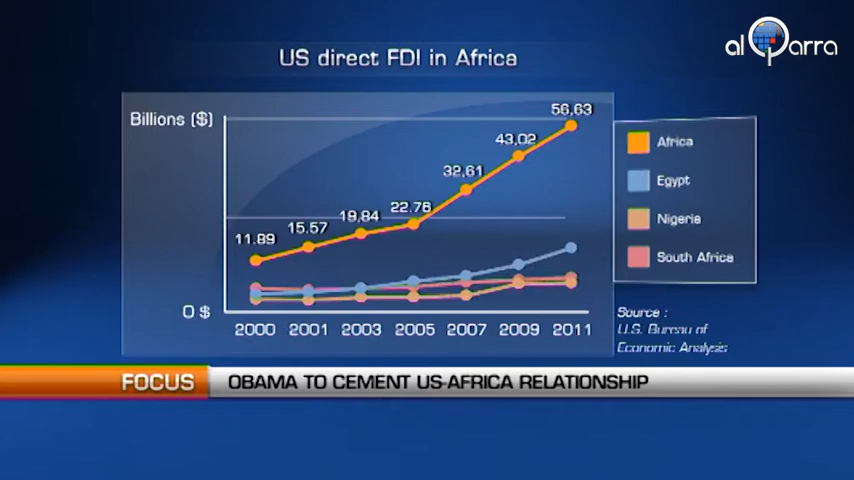 al Qarra
US direct FDI in Africa
Billions ($)
56,63
43,02
32,61
22.76
19,84
15.57
11.89
0 $
2000 2001 2003 2005 2007 2009 2011
Africa
Egypt
Nigeria
South Africa
Source :
U.S. Bureau of
Economic Analysis
FOCUS
OBAMA TO CEMENT US-AFRICA RELATIONSHIP